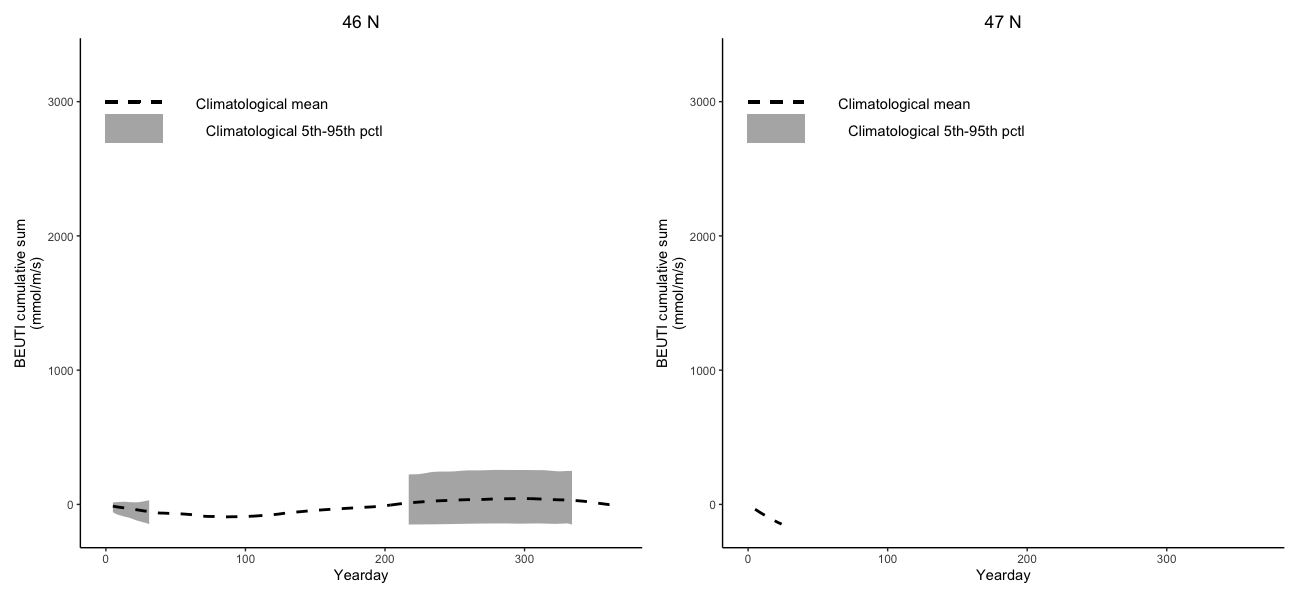 46 N
3000
2000
1000
0
BEUTI cumulative sum
(mmol/m/s)
Climatological mean
Climatological 5th-95th pctl
0
100
200
300
Yearday
47 N
3000
2000
1000
0
BEUTI cumulative sum
(mmol/m/s)
Climatological mean
Climatological 5th-95th pctl
0
100
200
300
Yearday